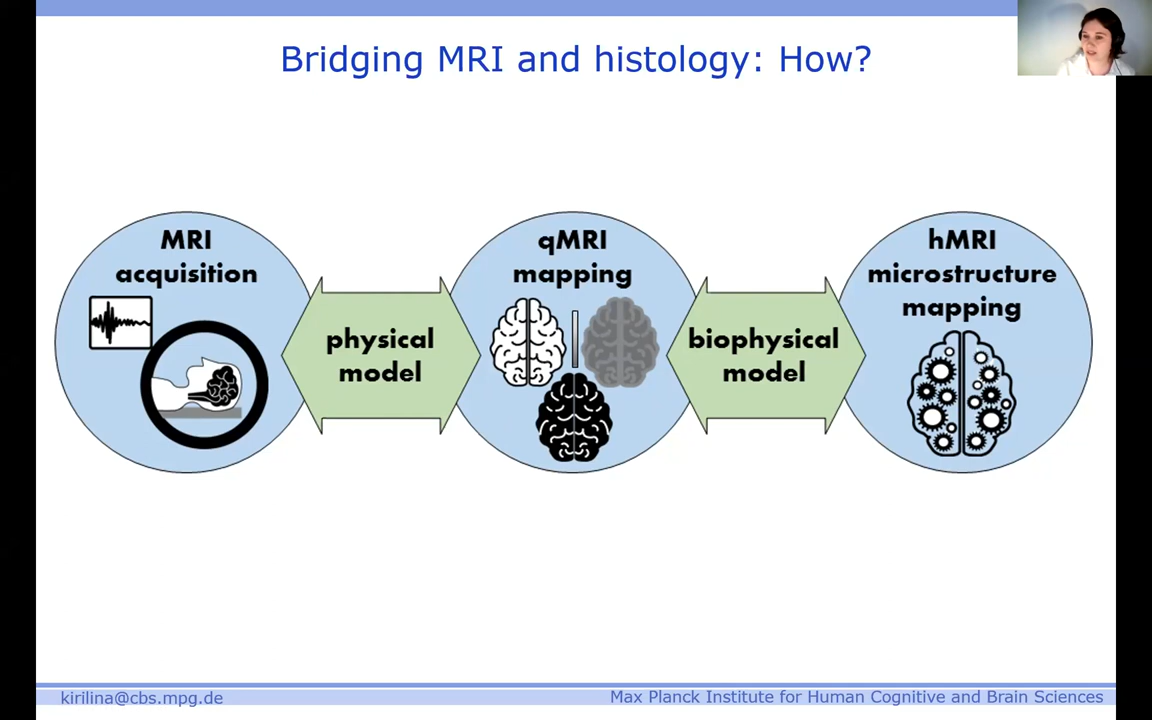 Bridging MRI and histology: How?
MRI
acquisition
physical
model
qMRI
mapping
biophysical
model
hMRI
microstructure
mapping
kirilina@cbs.mpg.de
Max Planck Institute for Human Cognitive and Brain Sciences